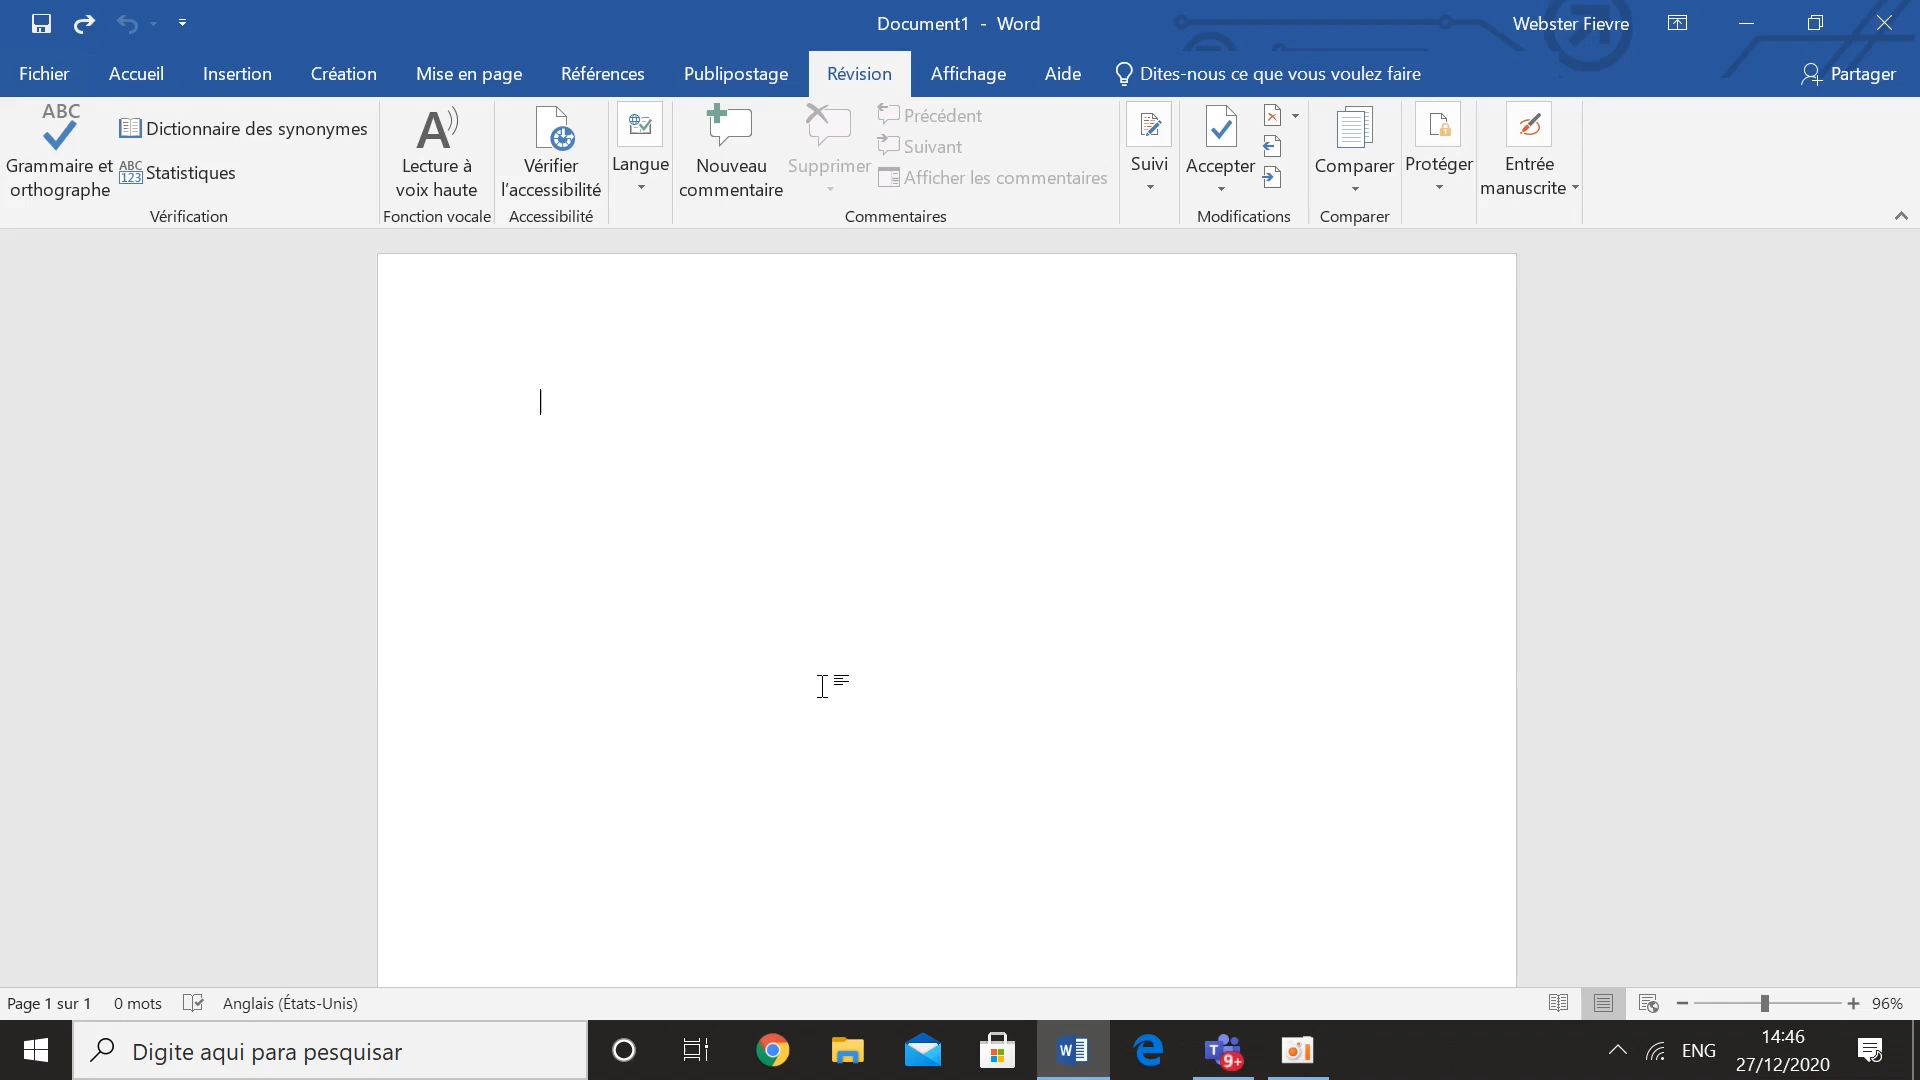 Document1 - Word
Webster Fievre
Fichier Accueil Insertion Création Mise en page Références Publipostage Révision Affichage Aide Dites-nous ce que vous voulez faire Partager
ABC
Grammaire et
orthographe
Dictionnaire des synonymes
ABC
123 Statistiques
Vérification
A
Lecture à
voix haute
Fonction vocale
Vérifier
l'accessibilité
Accessibilité
Langue
Nouveau
commentaire
Supprimer
Précédent
Suivant
Afficher les commentaires
Commentaires
Suivi
Accepter
Modifications
Comparer
Comparer
Protéger
Entrée
manuscrite
Page 1 sur 1 0 mots Anglais (États-Unis) 96%
Digite aqui para pesquisar
W
T
9+
ENG
14:46
27/12/2020